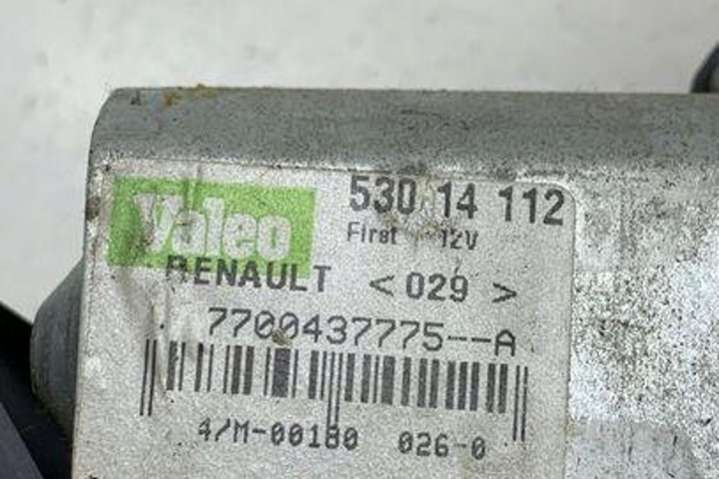 Valeo
530 14 112
First 12V
RENAULT <029>
7700437775--A
4/M-00180 026-0